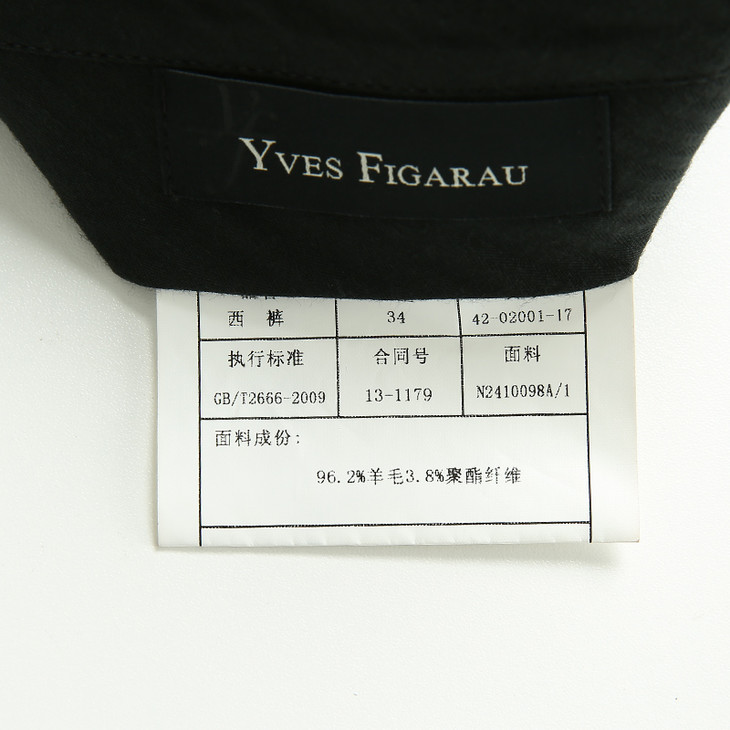 YVES FIGARAU
西 裤 34 42-02001-17
执行标准 合同号 面料
GB/T2666-2009 13-1179 N2410098A/1
面料成份:
96.2%羊毛3.8%聚酯纤维